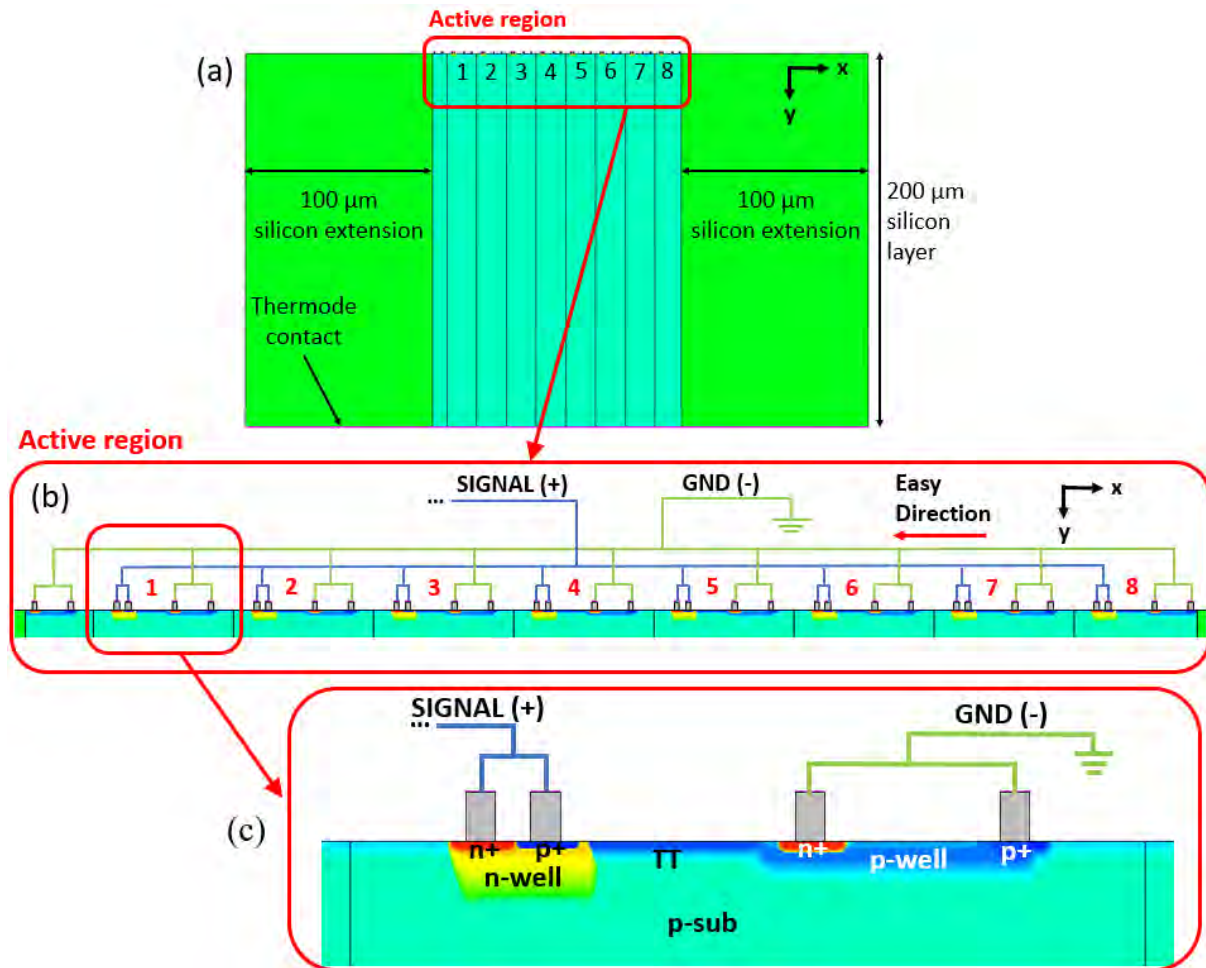 Active region
(a)
1 2 3 4 5 6 7 8
x
y
100 µm
silicon extension
100 µm
silicon extension
200 µm
silicon
layer
Thermode
contact
Active region
(b)
SIGNAL (+)
...
GND (-)
Easy
Direction
x
y
1 2 3 4 5 6 7 8
SIGNAL (+)
...
GND (-)
(c)
n+ p+ TT n+ p-well p+
n-well
p-sub